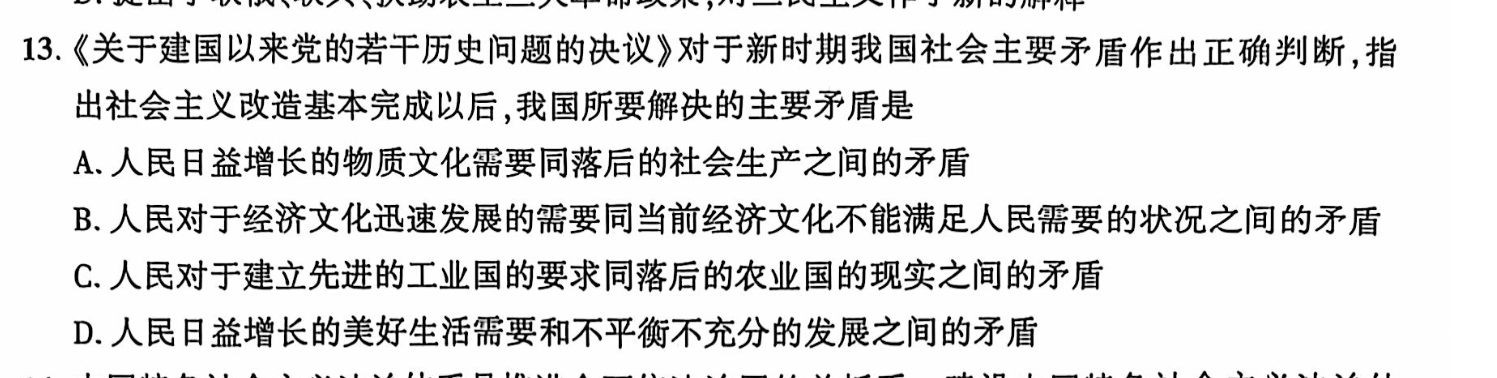 13.《关于建国以来党的若干历史问题的决议》对于新时期我国社会主要矛盾作出正确判断,指
出社会主义改造基本完成以后,我国所要解决的主要矛盾是
A. 人民日益增长的物质文化需要同落后的社会生产之间的矛盾
B. 人民对于经济文化迅速发展的需要同当前经济文化不能满足人民需要的状况之间的矛盾
C. 人民对于建立先进的工业国的要求同落后的农业国的现实之间的矛盾
D. 人民日益增长的美好生活需要和不平衡不充分的发展之间的矛盾